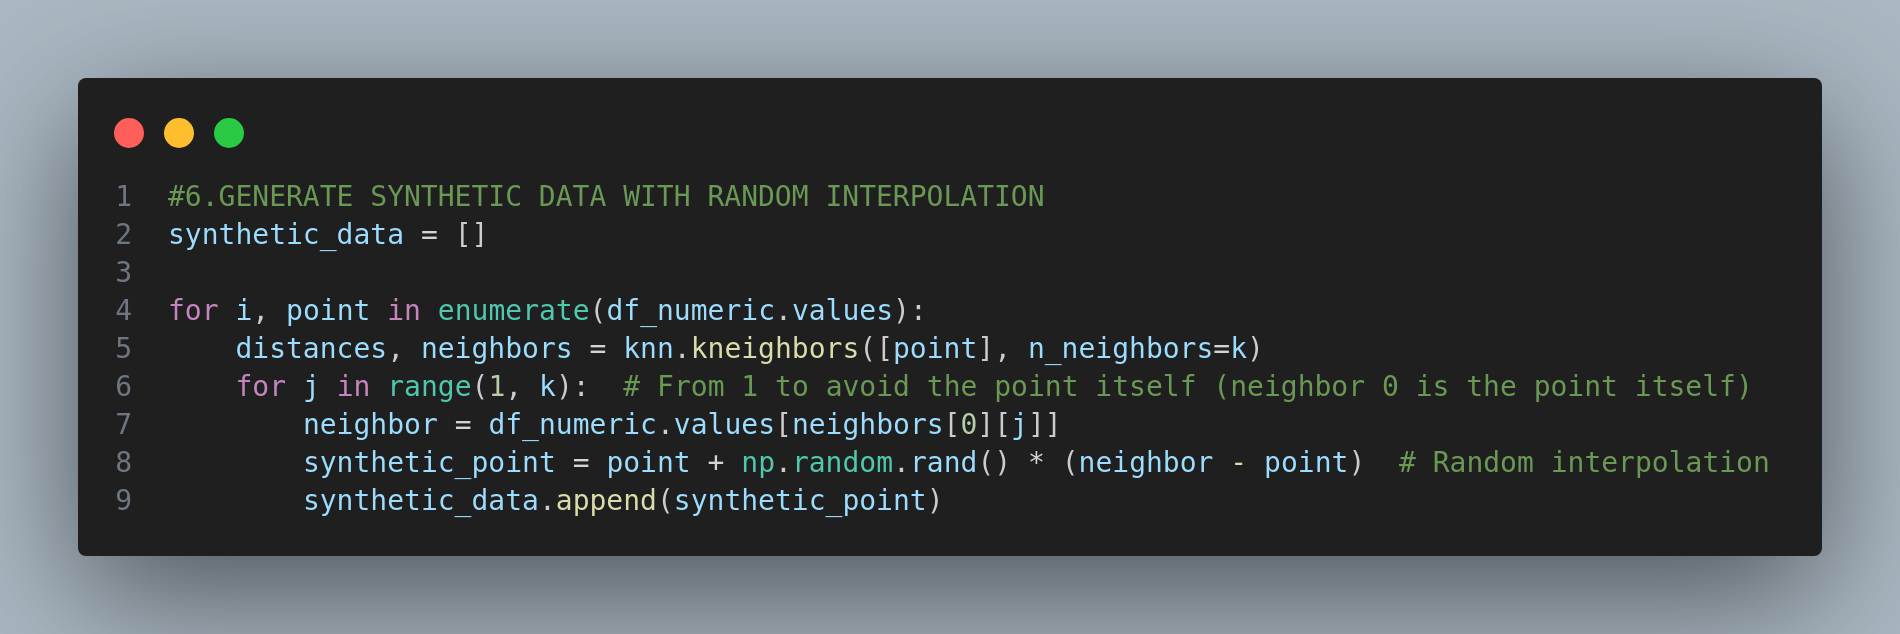 1 #6.GENERATE SYNTHETIC DATA WITH RANDOM INTERPOLATION
2 synthetic_data = []
3
4 for i, point in enumerate(df_numeric.values):
5     distances, neighbors = knn.kneighbors([point], n_neighbors=k)
6     for j in range(1, k):  # From 1 to avoid the point itself (neighbor 0 is the point itself)
7         neighbor = df_numeric.values[neighbors[0][j]]
8         synthetic_point = point + np.random.rand() * (neighbor - point)  # Random interpolation
9         synthetic_data.append(synthetic_point)